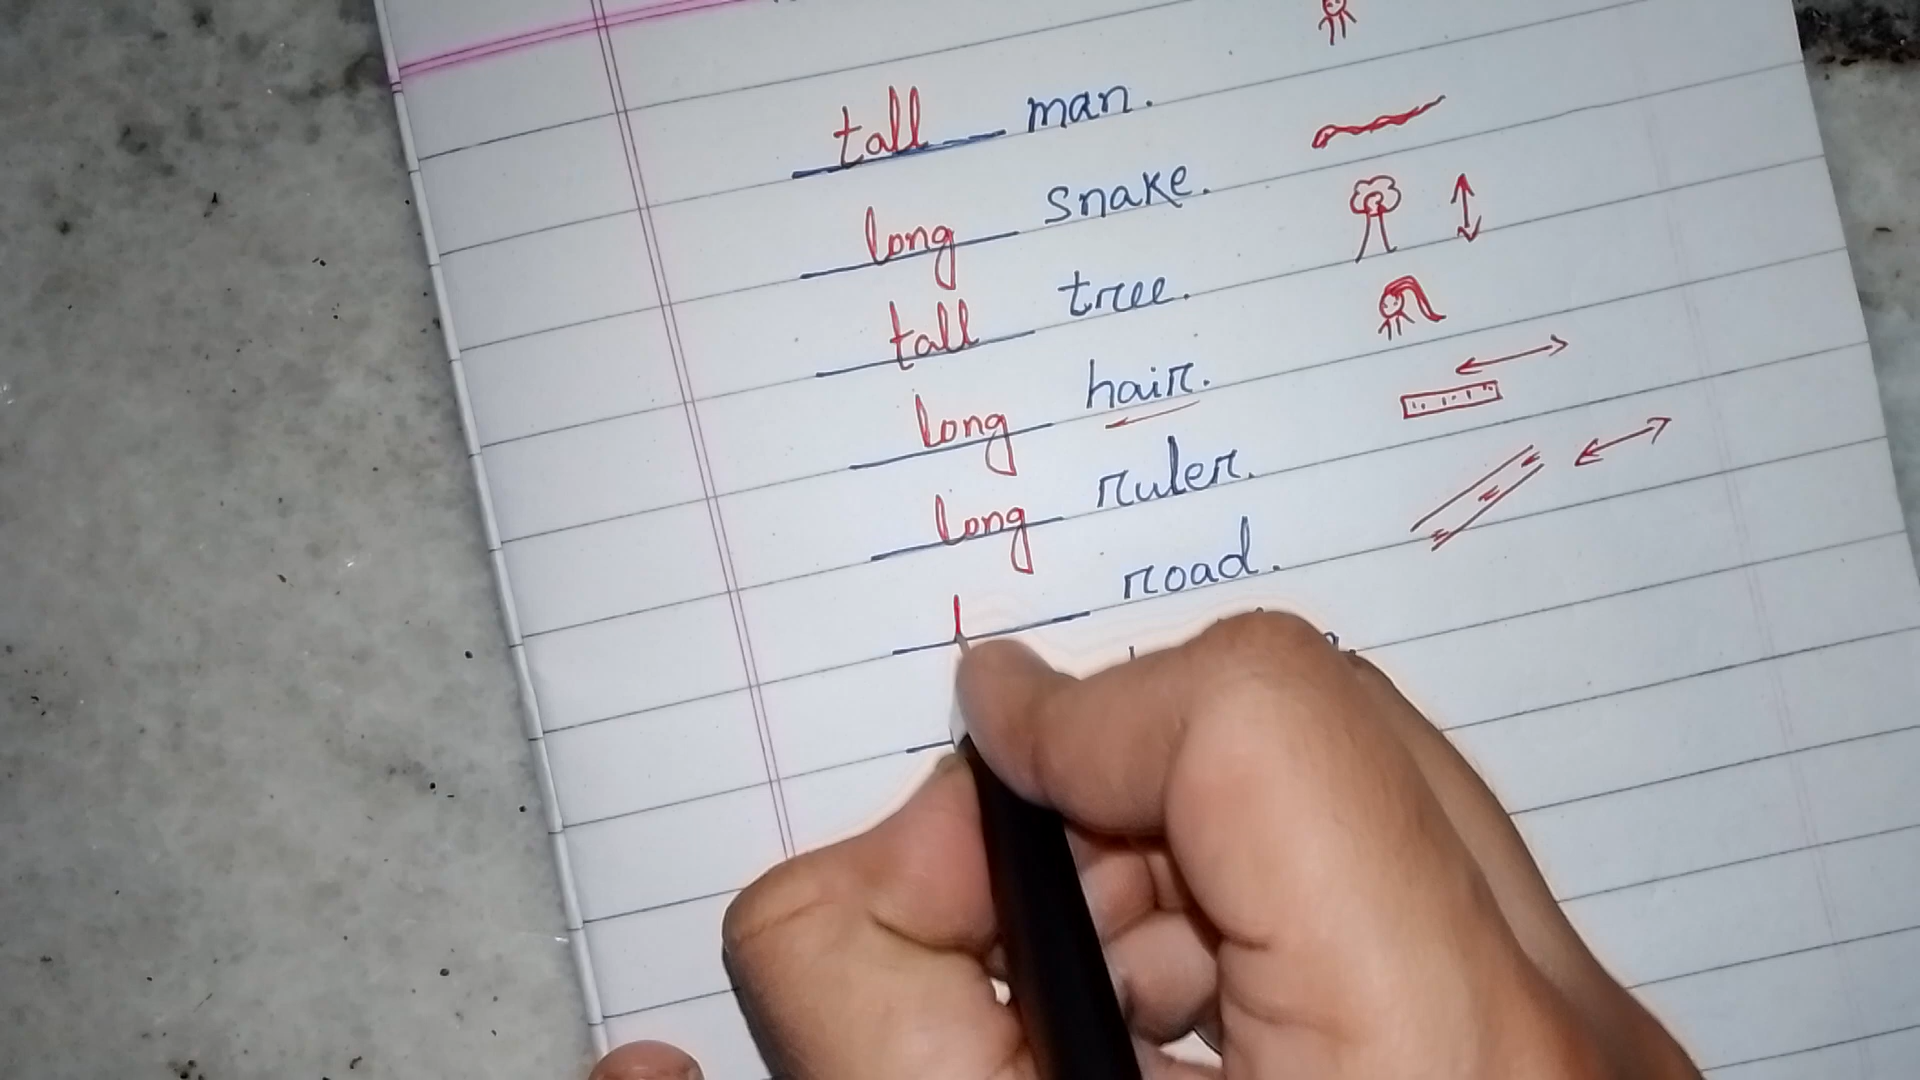 tall man.
long snake.
tall tree.
long hair.
long ruler.
l road.